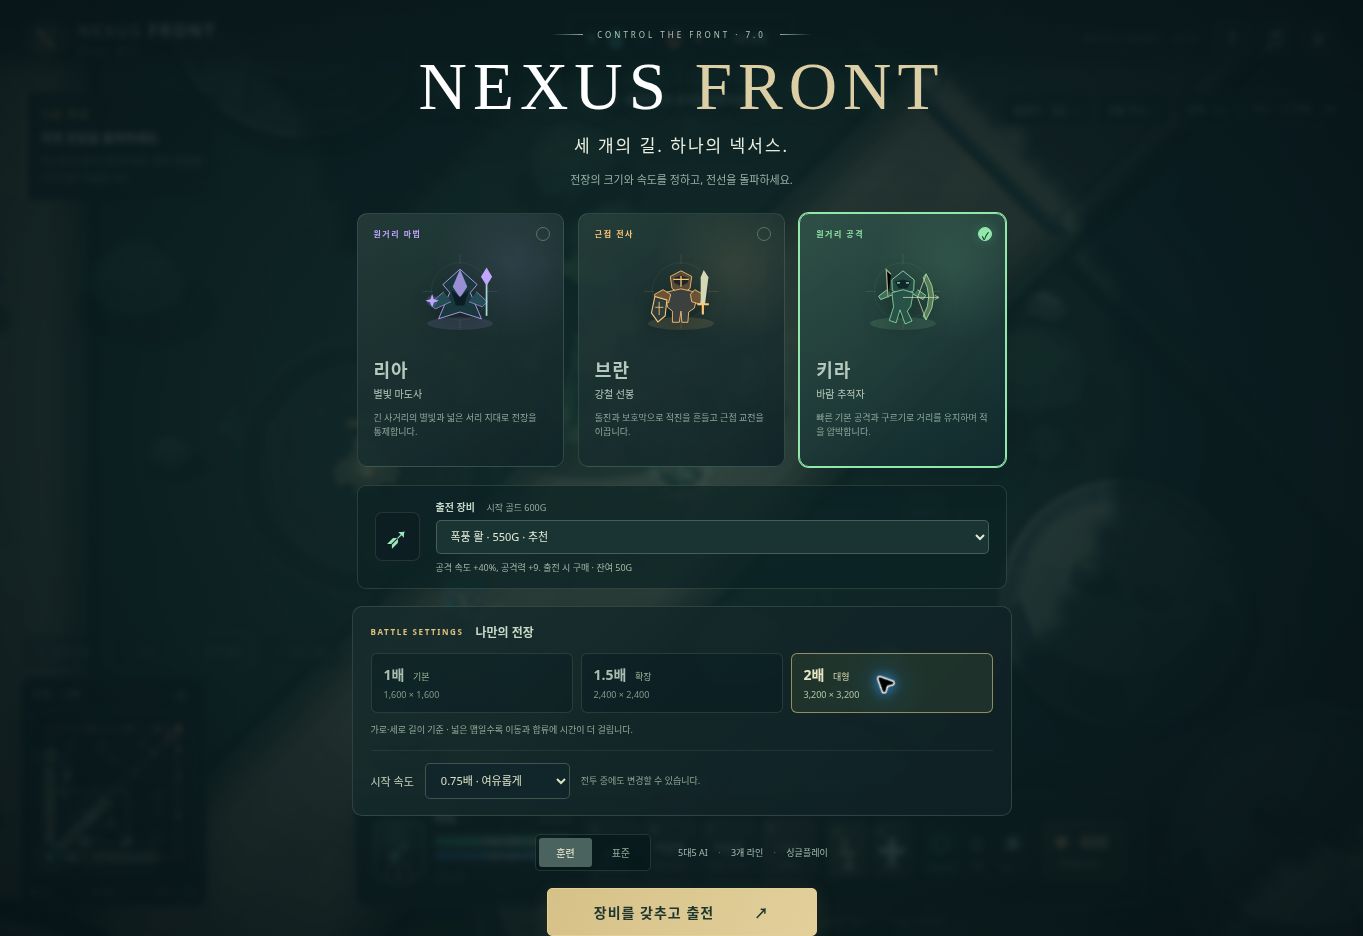 CONTROL THE FRONT · 7.0
NEXUS FRONT
세 개의 길. 하나의 넥서스.
전장의 크기와 속도를 정하고, 전선을 돌파하세요.
원거리 마법
리아
별빛 마도사
긴 사거리의 별빛과 넓은 서리 지대로 전장을
통제합니다.
근접 전사
브란
강철 선봉
돌진과 보호막으로 적진을 흔들고 근접 교전을
이끕니다.
원거리 공격
키라
바람 추적자
빠른 기본 공격과 구르기로 거리를 유지하며 적
을 압박합니다.
출전 장비 시작 골드 600G
폭풍 활 · 550G · 추천
공격 속도 +40%, 공격력 +9. 출전 시 구매 · 잔여 50G
BATTLE SETTINGS 나만의 전장
1배 기본
1,600 × 1,600
1.5배 확장
2,400 × 2,400
2배 대형
3,200 × 3,200
가로·세로 길이 기준 · 넓은 맵일수록 이동과 합류에 시간이 더 걸립니다.
시작 속도 0.75배 · 여유롭게 전투 중에도 변경할 수 있습니다.
훈련 표준 5대5 AI · 3개 라인 · 싱글플레이
장비를 갖추고 출전 ↗